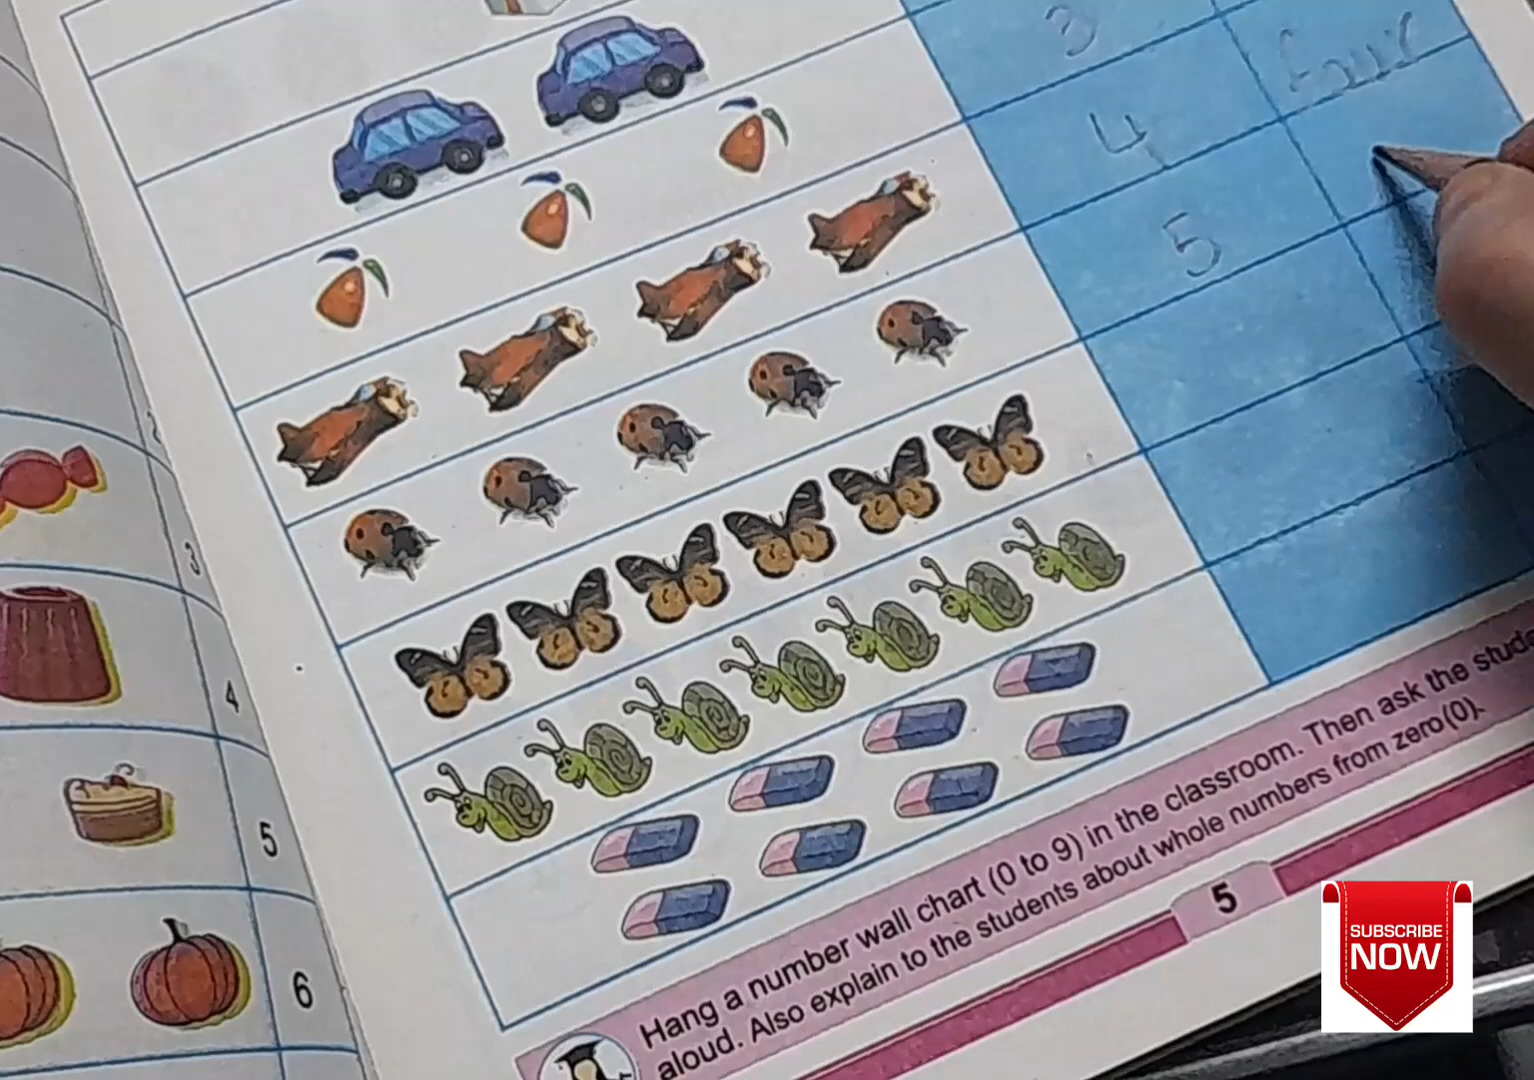 3
four
4
5
2
3
4
5
6
Hang a number wall chart (0 to 9) in the classroom. Then ask the
aloud. Also explain to the students about whole numbers from zero(0).
5
SUBSCRIBE
NOW